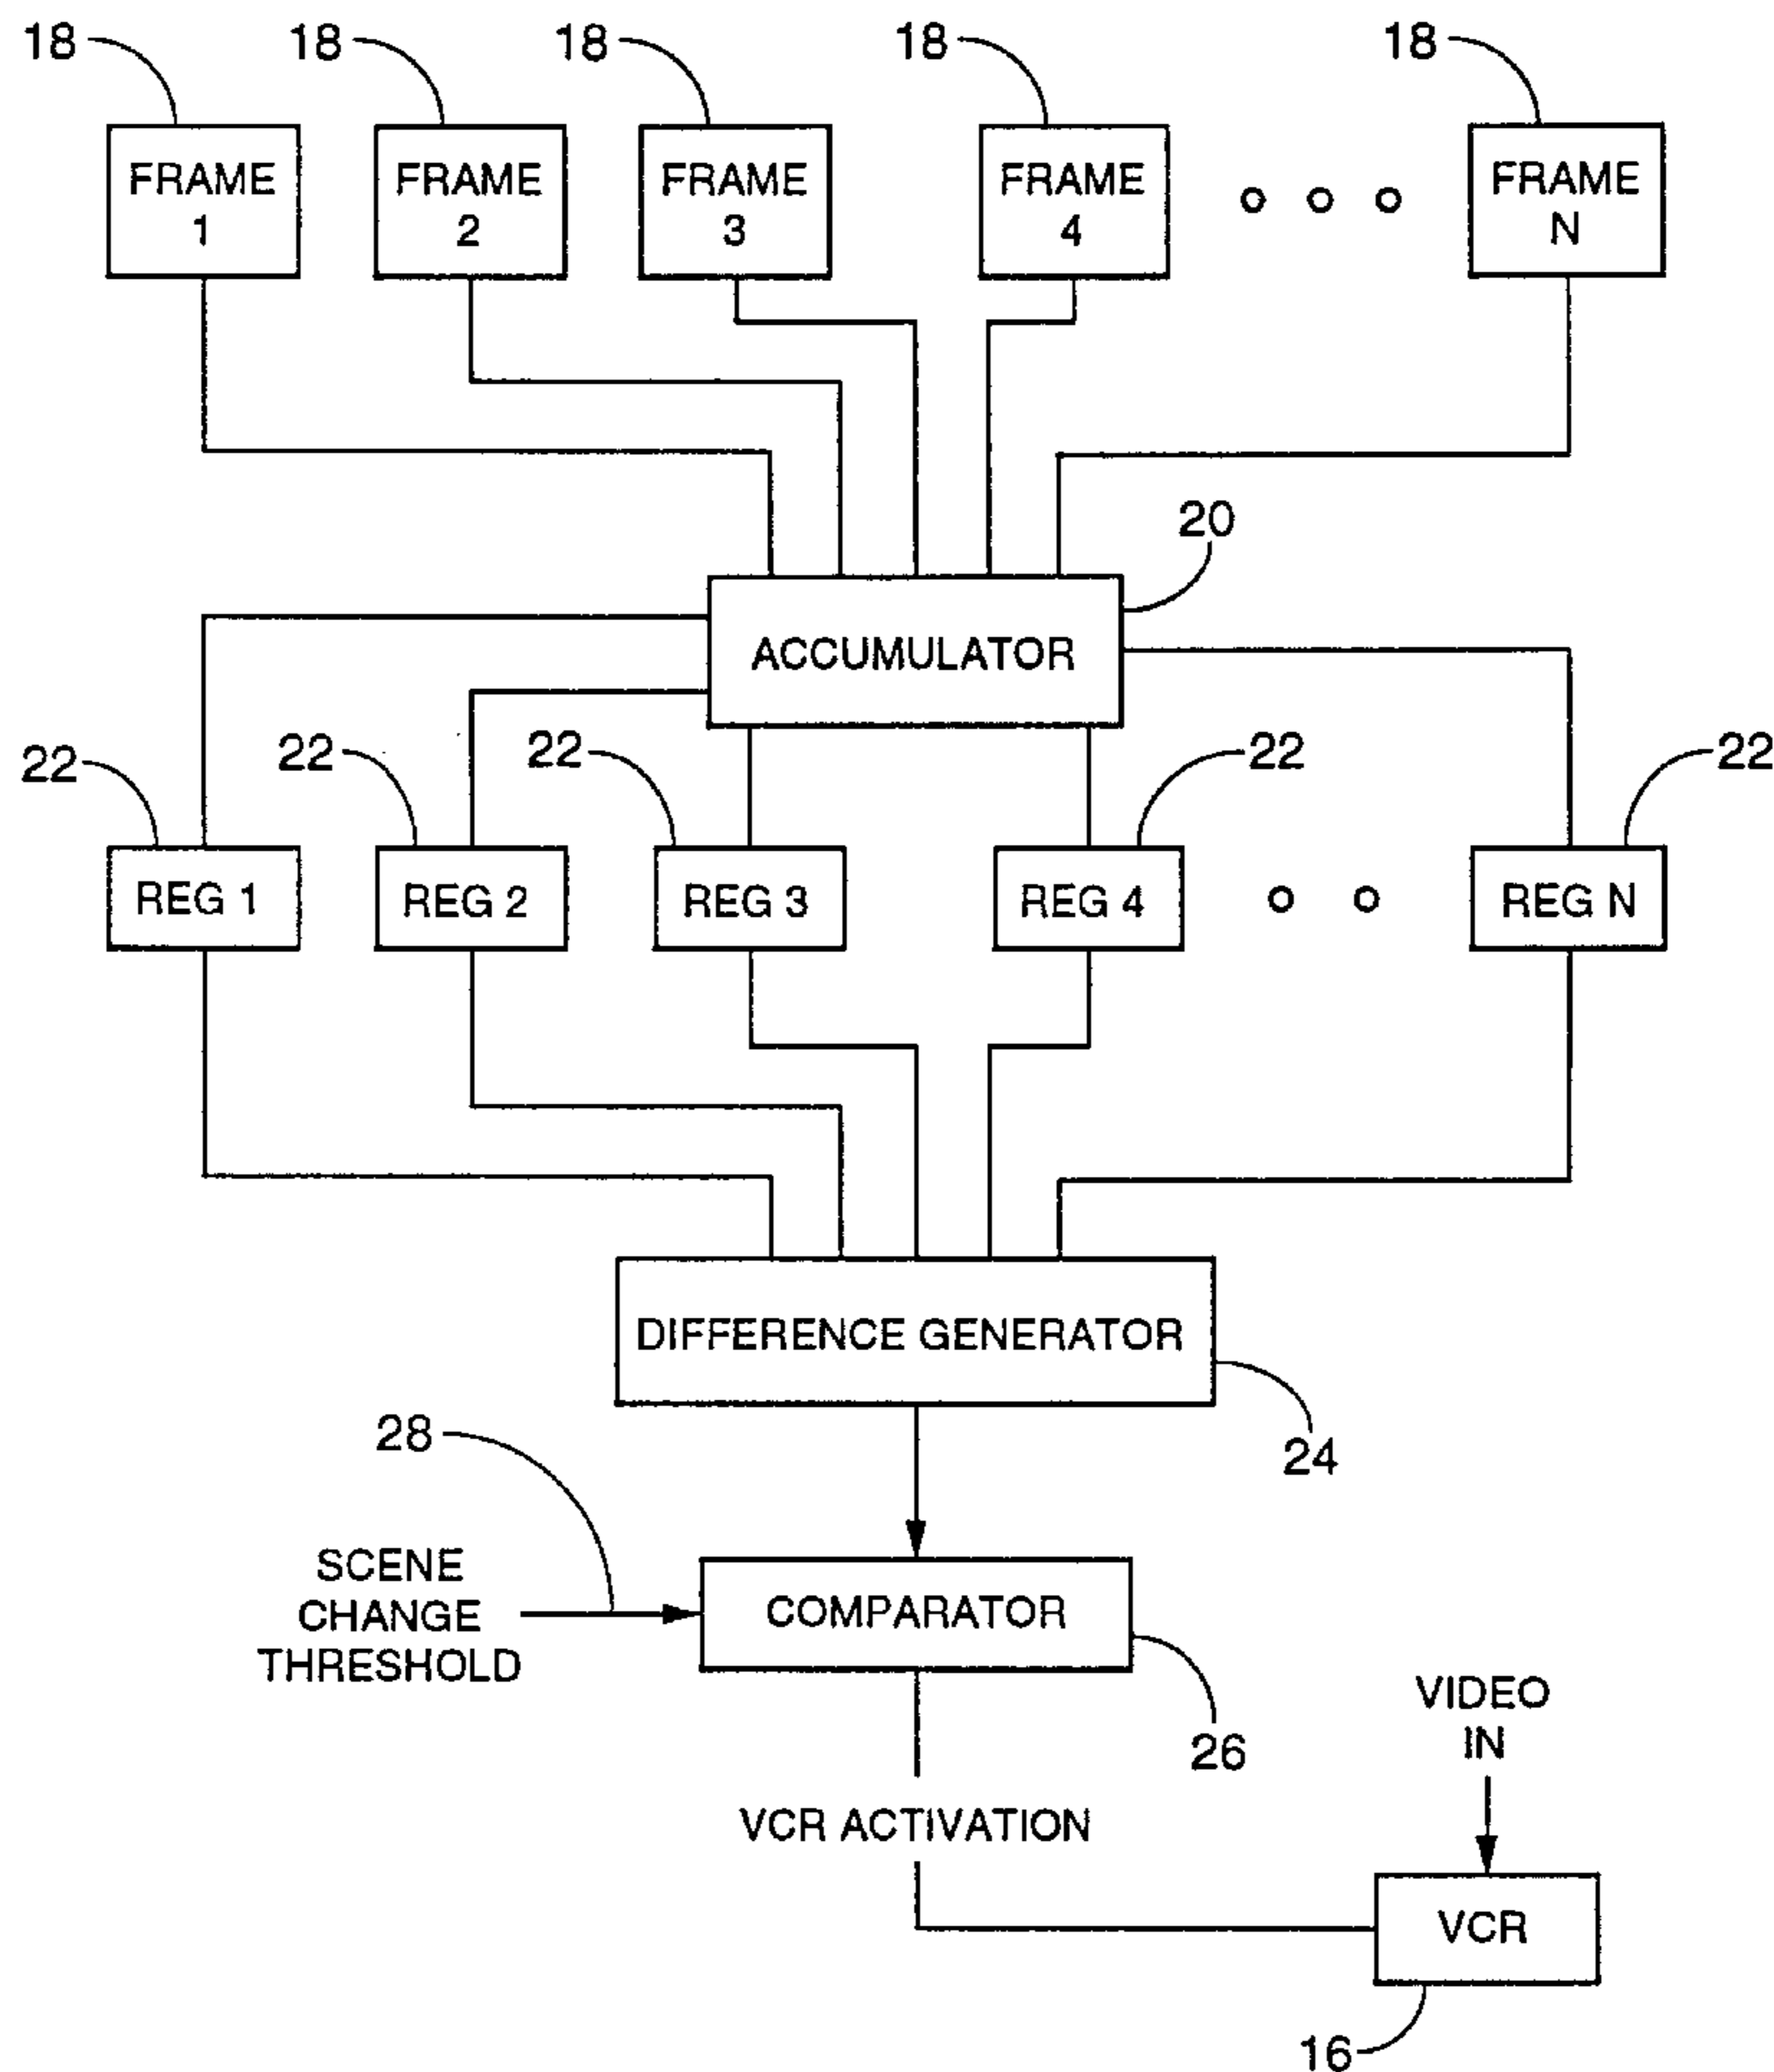 18 18 18 18 18
FRAME 1
FRAME 2
FRAME 3
FRAME 4
FRAME N
20
ACCUMULATOR
22 22 22 22 22
REG 1
REG 2
REG 3
REG 4
REG N
DIFFERENCE GENERATOR
24
28
SCENE
CHANGE
THRESHOLD
COMPARATOR
26
VIDEO
IN
VCR ACTIVATION
VCR
16